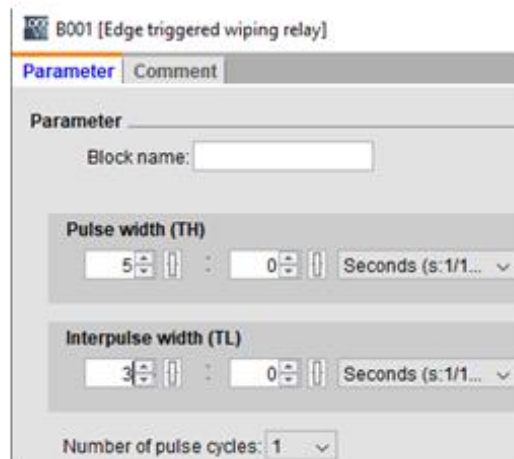 B001 [Edge triggered wiping relay]
Parameter Comment
Parameter
Block name:
Pulse width (TH)
5 : 0 Seconds (s:1/1...
Interpulse width (TL)
3 : 0 Seconds (s:1/1...
Number of pulse cycles: 1